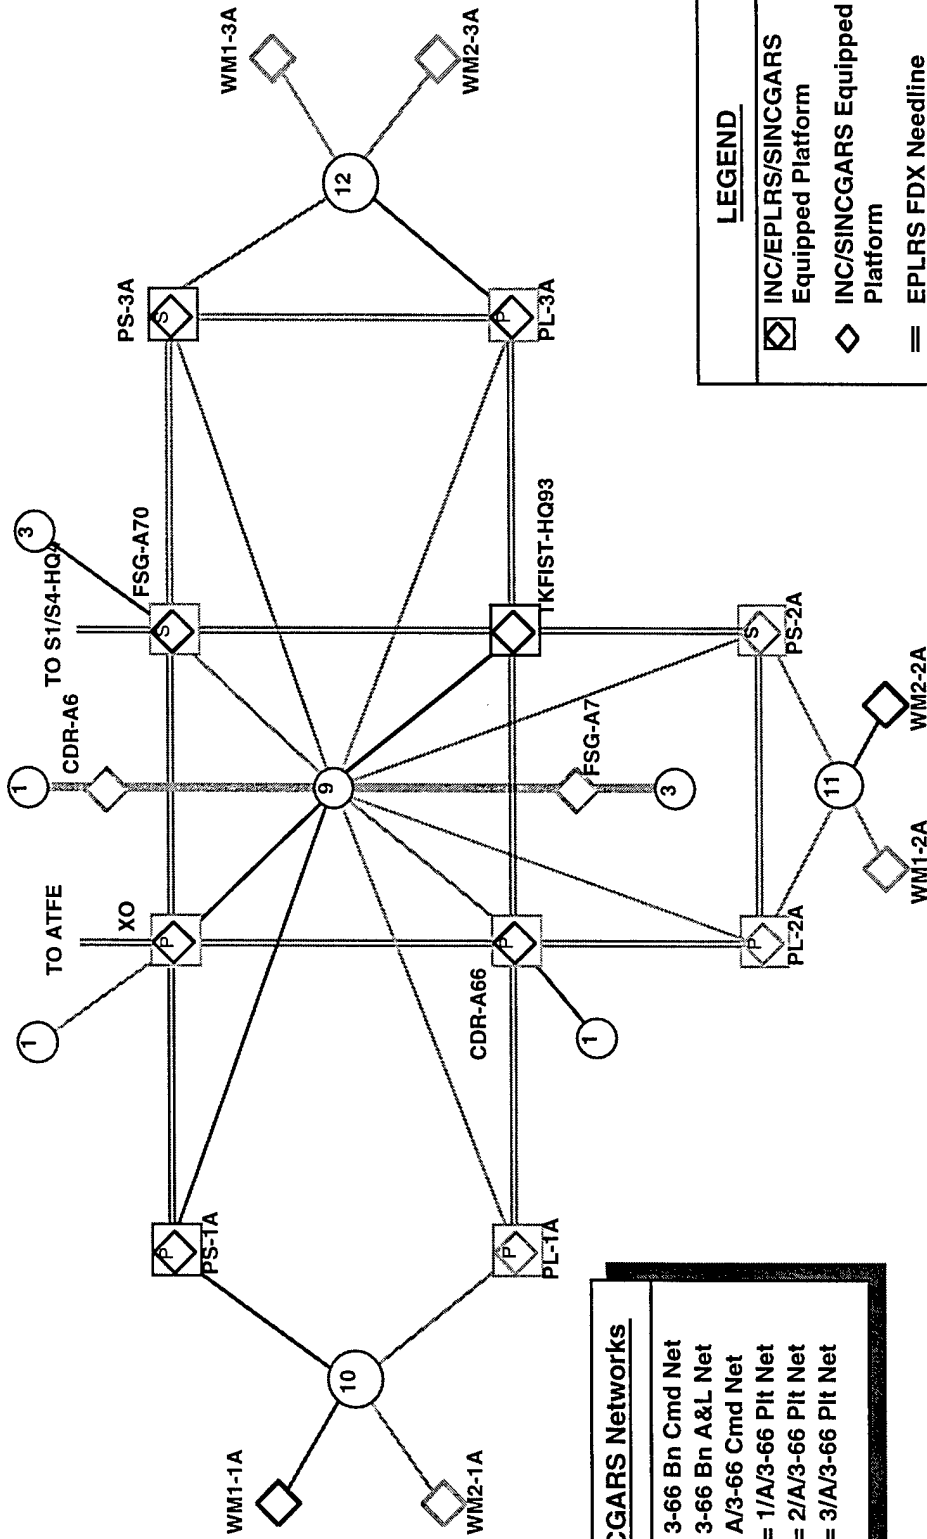 WM1-3A
WM2-3A
12
PS-3A
PL-3A
S
P
3
TO S1/S4-HQ4
FSG-A70
S
TKFIST-HQ93
1
CDR-A6
9
FSG-A7
3
S
PS-2A
11
WM2-2A
WM1-2A
TO ATFE
XO
P
1
CDR-A66
P
1
P
PL-2A
P
PS-1A
P
PL-1A
10
WM1-1A
WM2-1A
LEGEND
INC/EPLRS/SINCGARS
Equipped Platform
INC/SINCGARS Equipped
Platform
= EPLRS FDX Needline
CGARS Networks
3-66 Bn Cmd Net
3-66 Bn A&L Net
A/3-66 Cmd Net
= 1/A/3-66 Plt Net
= 2/A/3-66 Plt Net
= 3/A/3-66 Plt Net